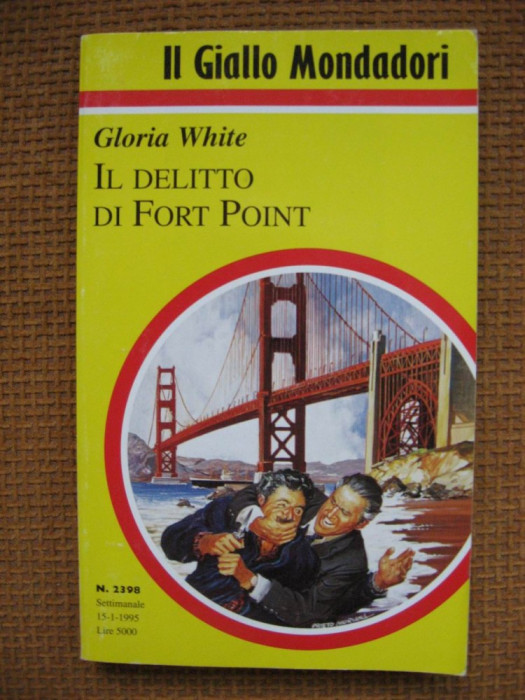 Il Giallo Mondadori
Gloria White
IL DELITTO
DI FORT POINT
N. 2398
Settimanale
15-1-1995
Lire 5000